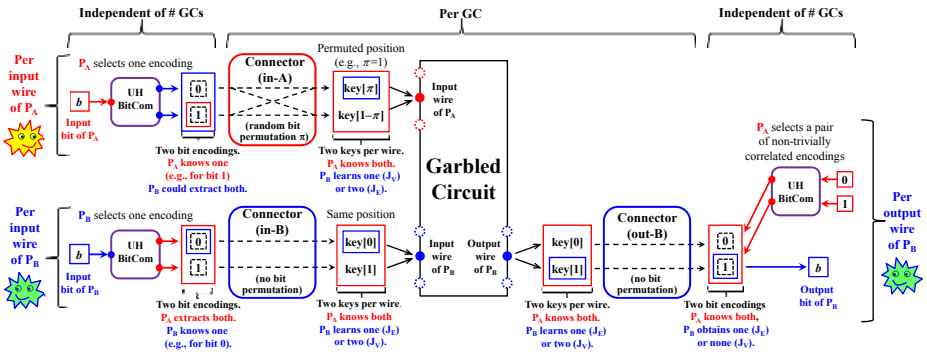 Independent of # GCs
Per GC
Independent of # GCs
Per
input
wire
of PA
PA selects one encoding
b
Input
bit of PA
UH
BitCom
0
1
Two bit encodings.
PA knows one
(e.g., for bit 1)
PB could extract both.
Connector
(in-A)
(random bit
permutation π)
Permuted position
(e.g., π=1)
key[π]
key[1−π]
Two keys per wire.
PA knows both.
PB learns one (JV)
or two (JE).
Input
wire
of PA
Garbled
Circuit
Per
input
wire
of PB
PB selects one encoding
b
Input
bit of PB
UH
BitCom
0
1
Two bit encodings.
PA extracts both.
PB knows one
(e.g., for bit 0).
Connector
(in-B)
(no bit
permutation)
Same position
key[0]
key[1]
Two keys per wire.
PA knows both
PB learns one (JE)
or two (JV).
Input
wire
of PB
Output
wire
of PB
key[0]
key[1]
Two keys per wire.
PA knows both.
PB learns one (JE)
or two (JV).
Connector
(out-B)
(no bit
permutation)
PA selects a pair
of non-trivially
correlated encodings
UH
BitCom
0
1
0
1
Two bit encodings
PA knows both,
PB obtains one (JE)
or none (JV).
b
Output
bit of PB
Per
output
wire
of PB